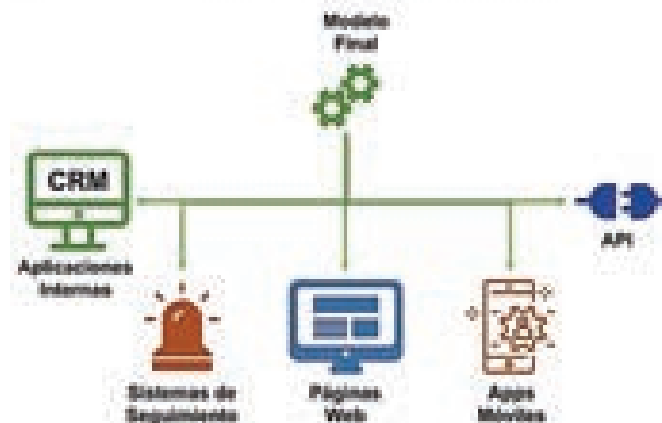 Modelo
Final
CRM
Aplicaciones
Internas
API
Sistemas de
Seguimiento
Páginas
Web
Apps
Móviles